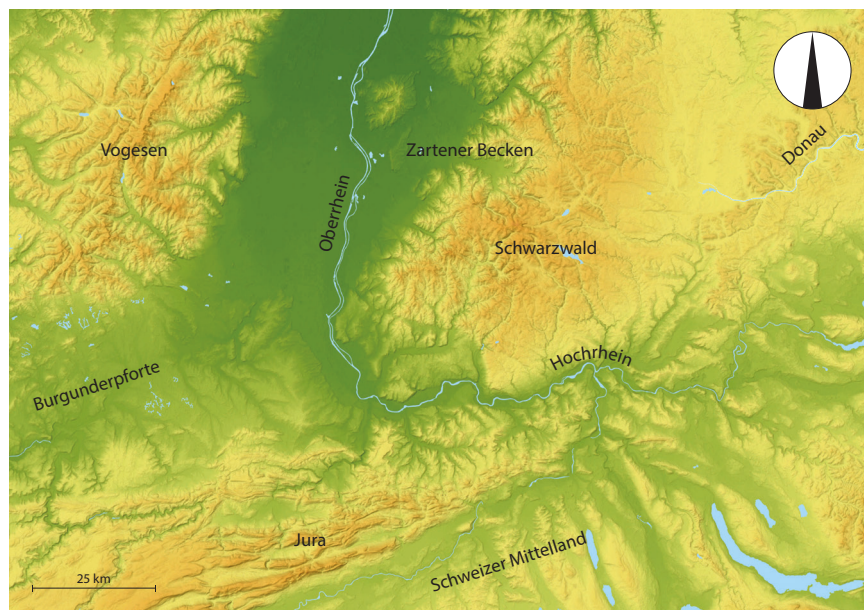 Vogesen
Zartener Becken
Donau
Oberrhein
Schwarzwald
Hochrhein
Burgunderpforte
Jura
Schweizer Mittelland
25 km